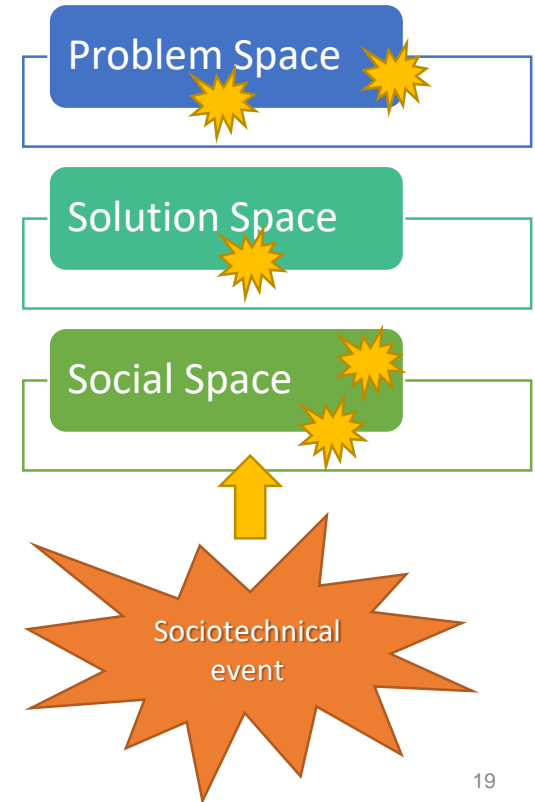 Problem Space
Solution Space
Social Space
Sociotechnical
event
19